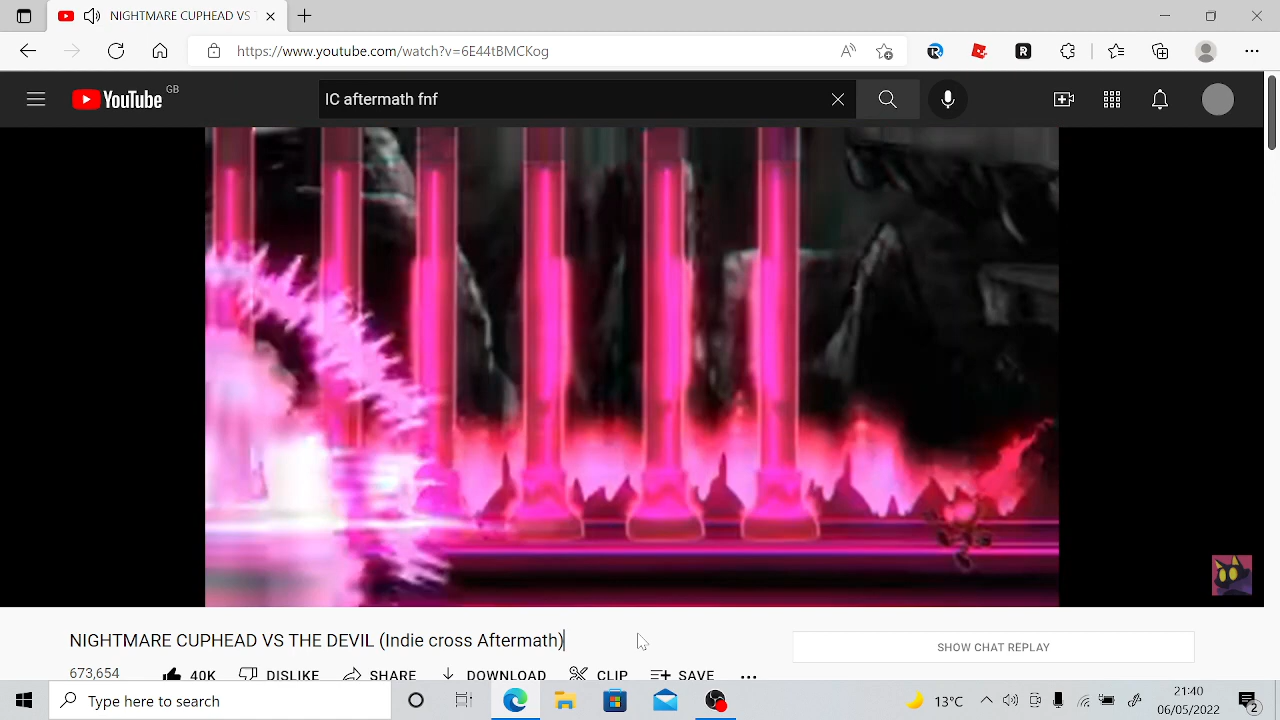 NIGHTMARE CUPHEAD VS T
https://www.youtube.com/watch?v=6E44tBMCKog
YouTube GB
IC aftermath fnf
NIGHTMARE CUPHEAD VS THE DEVIL (Indie cross Aftermath)
SHOW CHAT REPLAY
673,654
40K
DISLIKE
SHARE
DOWNLOAD
CLIP
SAVE
Type here to search
13°C
21:40
06/05/2022
2